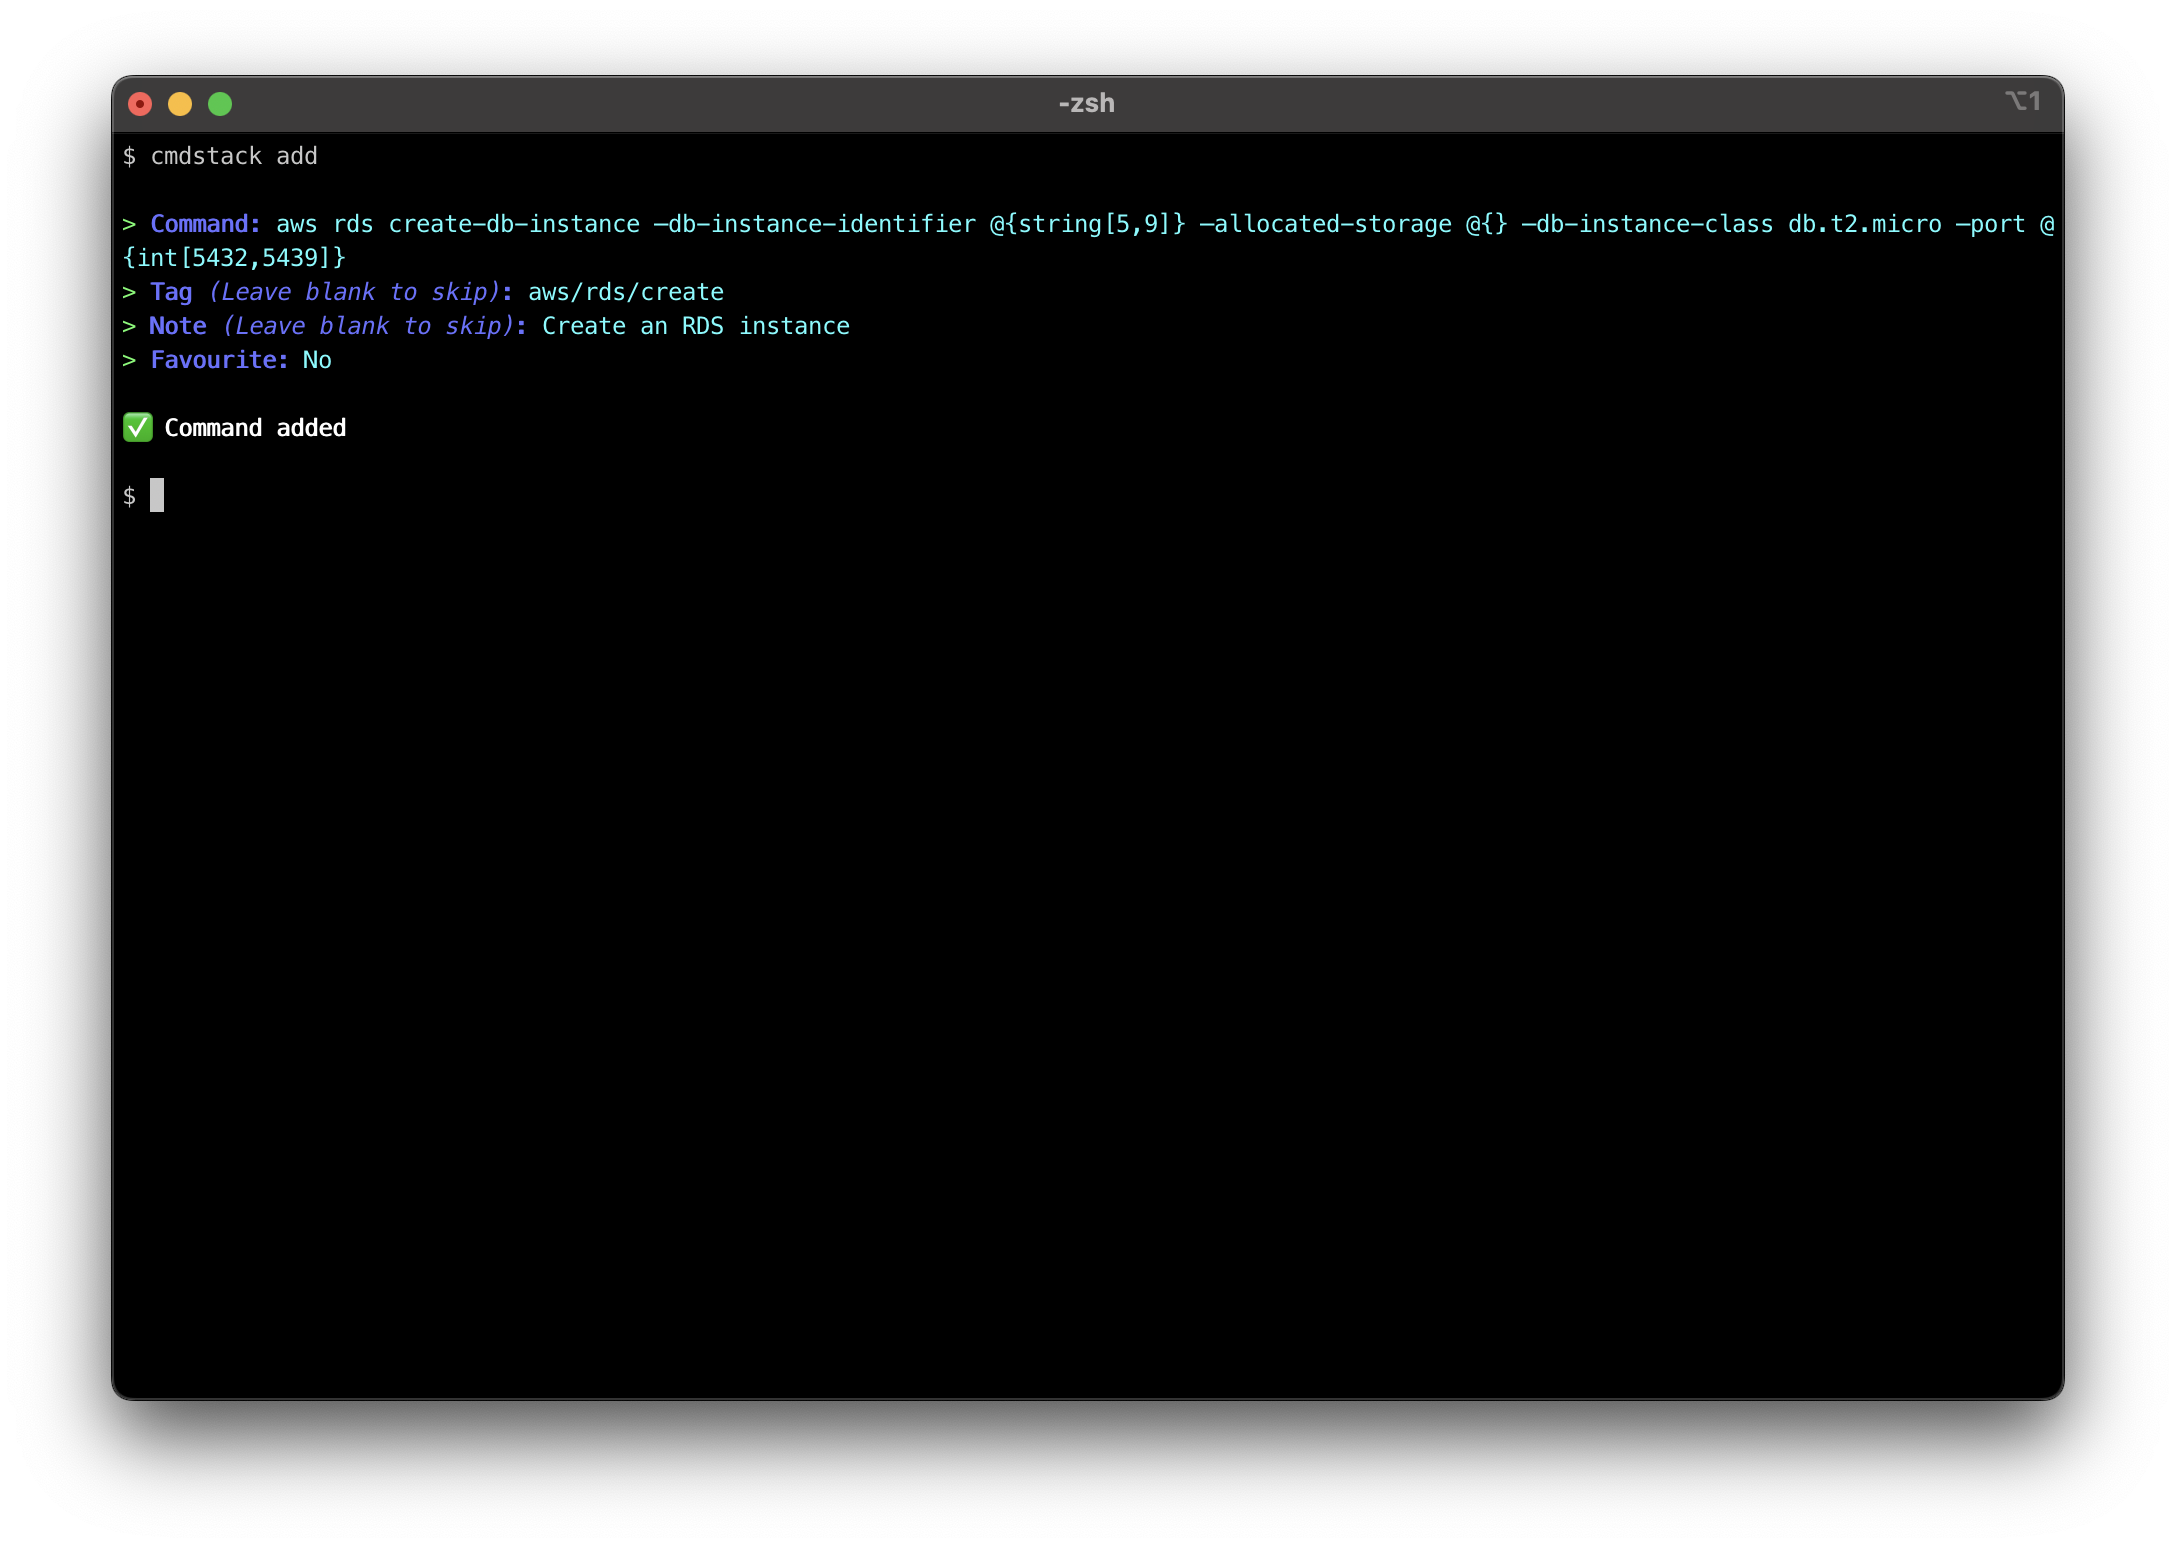 -zsh
⌥1
$ cmdstack add
> Command: aws rds create-db-instance —db-instance-identifier @{string[5,9]} —allocated-storage @{} —db-instance-class db.t2.micro —port @
{int[5432,5439]}
> Tag (Leave blank to skip): aws/rds/create
> Note (Leave blank to skip): Create an RDS instance
> Favourite: No
✅ Command added
$